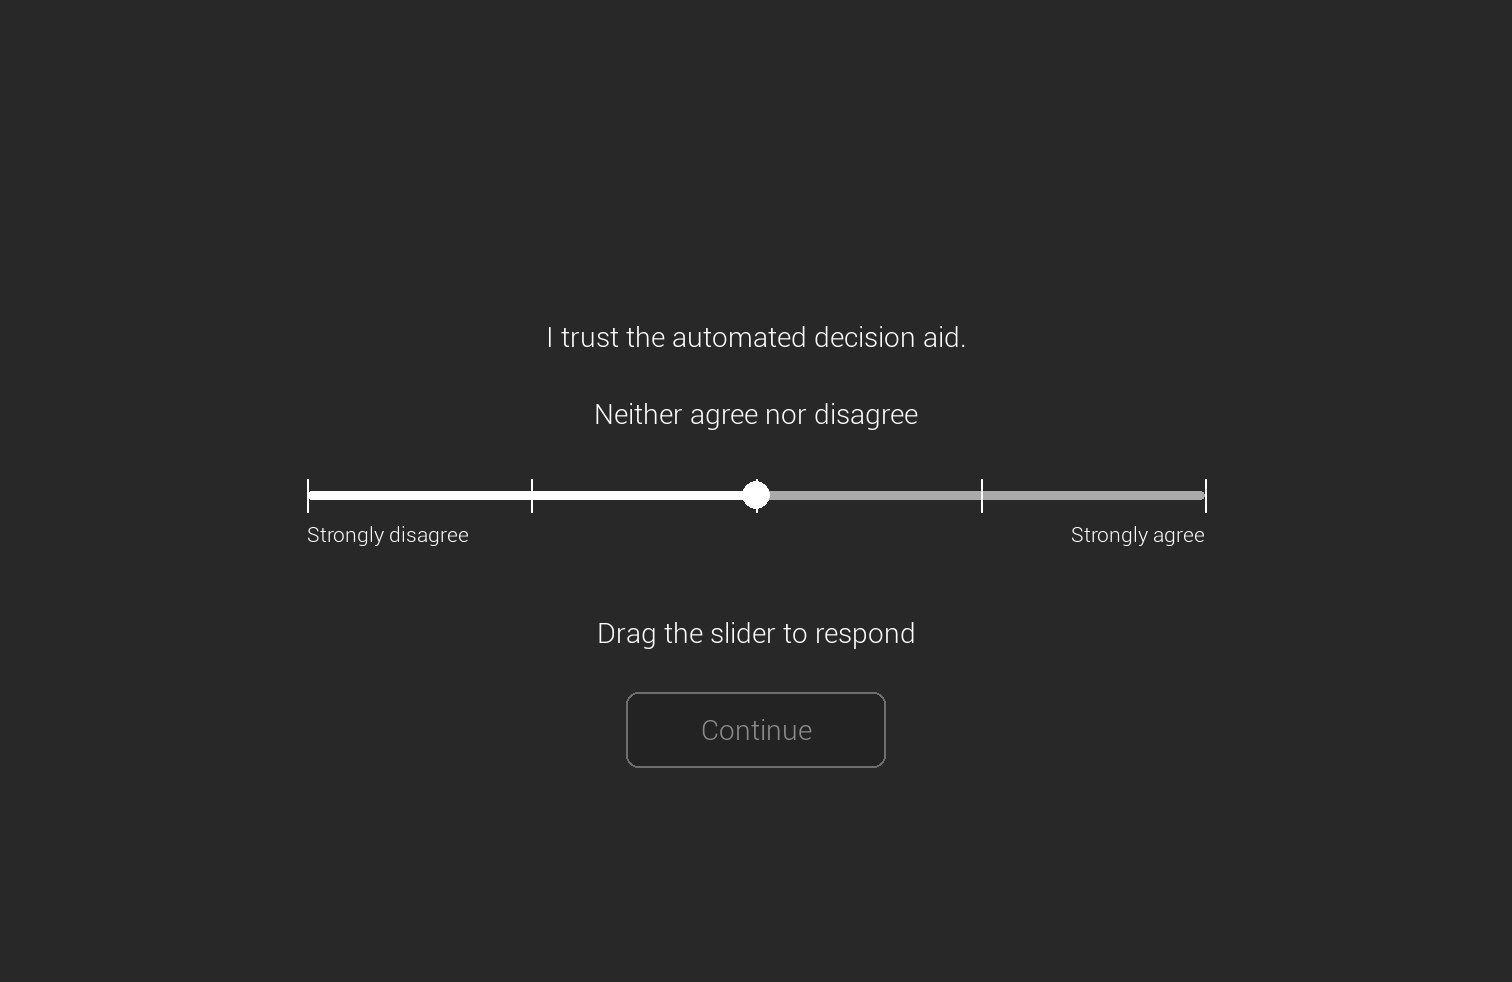 I trust the automated decision aid.
Neither agree nor disagree
Strongly disagree
Strongly agree
Drag the slider to respond
Continue